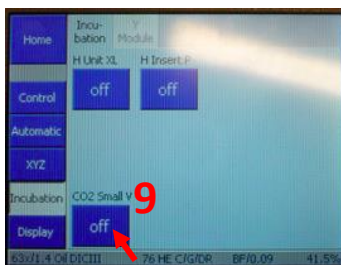 Home
Incu-
bation
Y
Module
H Unit XL
H Insert P
Control
off
off
Automatic
XYZ
Incubation
CO2 Small V
9
Display
off
63x/1.4 Oil DICIII
76 HE C/G/DR
BF/0.09
41.5%